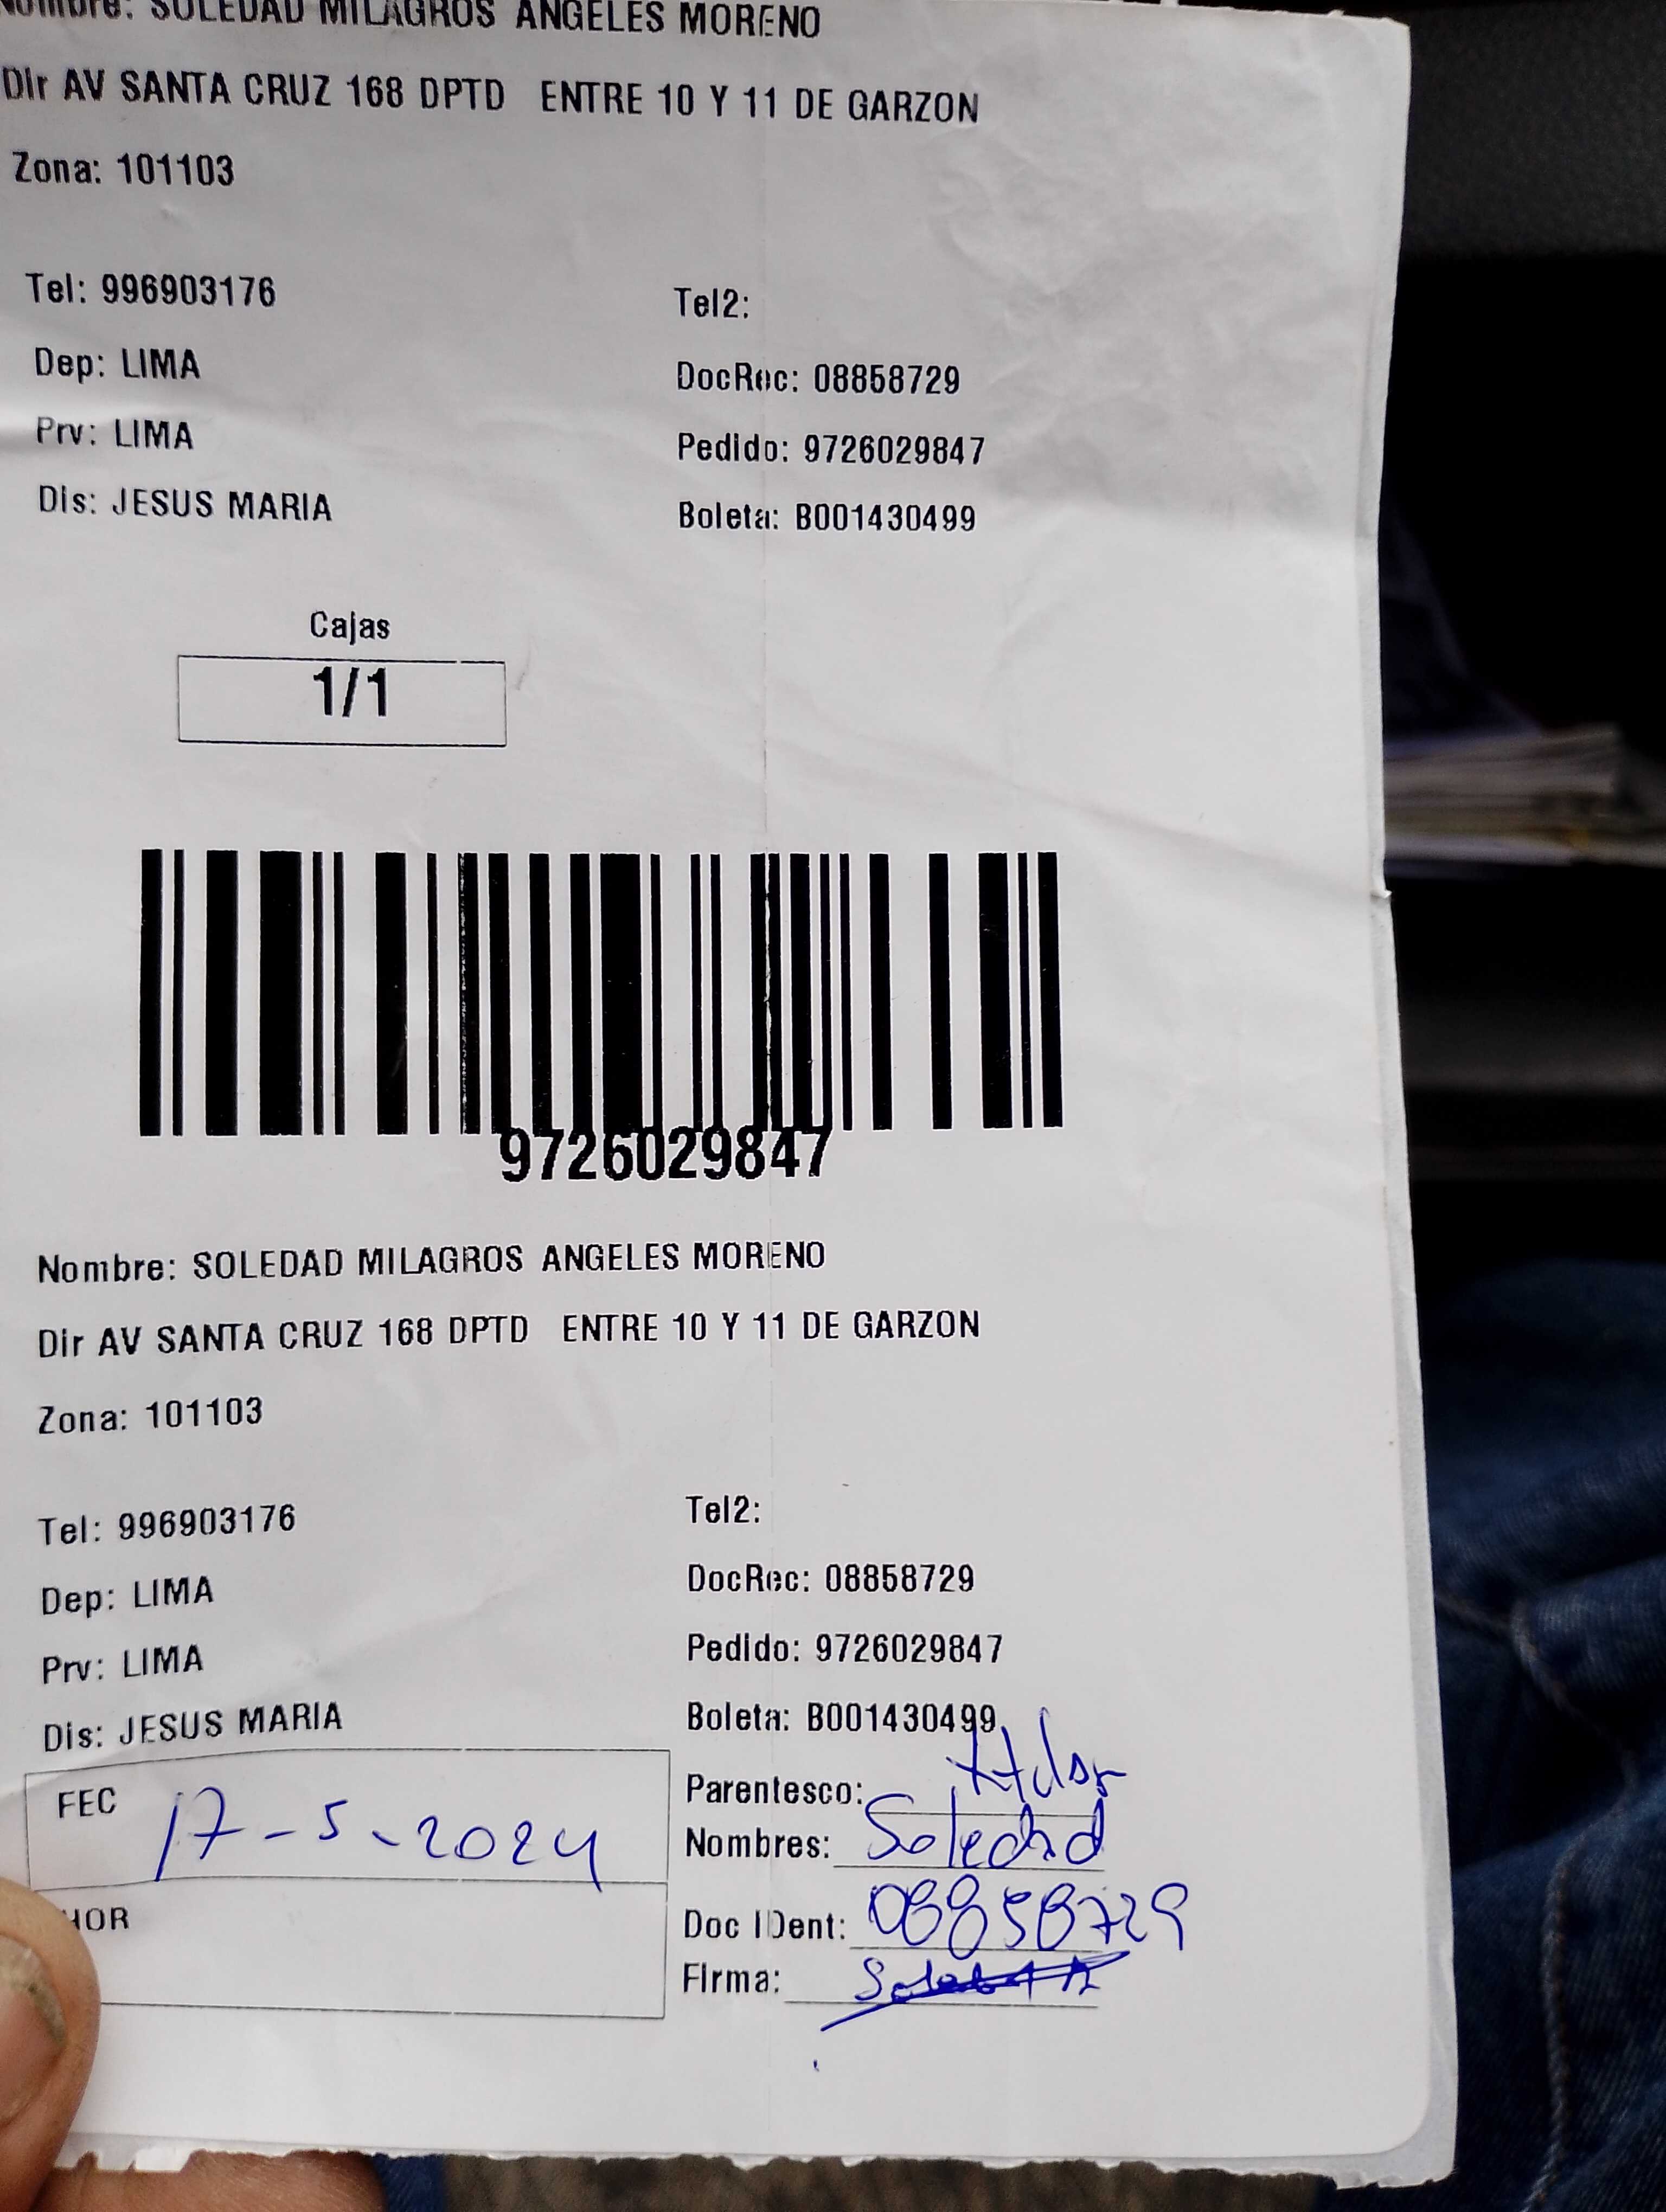 Nombre: SOLEDAD MILAGROS ANGELES MORENO
Dir AV SANTA CRUZ 168 DPTD ENTRE 10 Y 11 DE GARZON
Zona: 101103
Tel: 996903176 Tel2:
Dep: LIMA DocRec: 08858729
Prv: LIMA Pedido: 9726029847
Dis: JESUS MARIA Boleta: B001430499
Cajas
1/1
9726029847
Nombre: SOLEDAD MILAGROS ANGELES MORENO
Dir AV SANTA CRUZ 168 DPTD ENTRE 10 Y 11 DE GARZON
Zona: 101103
Tel: 996903176 Tel2:
Dep: LIMA DocRec: 08858729
Prv: LIMA Pedido: 9726029847
Dis: JESUS MARIA Boleta: B001430499
FEC 17-5-2024 Parentesco:
Nombres: Soledad
HOR Doc IDent: 08858729
Firma: